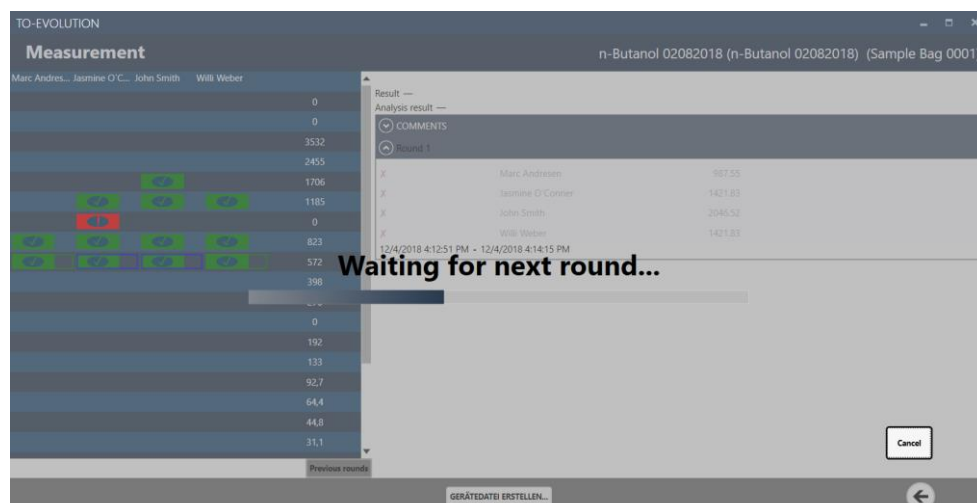 TO-EVOLUTION
Measurement
n-Butanol 02082018 (n-Butanol 02082018) (Sample Bag 0001
Marc Andres... Jasmine O'C... John Smith Willi Weber
0
0
3532
2455
1706
1185
0
823
572
398
0
192
133
92,7
64,4
44,8
31,1
Previous rounds
Result —
Analysis result —
COMMENTS
Round 1
X Marc Andresen 987.55
X Jasmine O'Conner 1421.83
X John Smith 2046.52
X Willi Weber 1421.83
12/4/2018 4:12:51 PM - 12/4/2018 4:14:15 PM
Waiting for next round...
Cancel
GERÄTEDATEI ERSTELLEN...